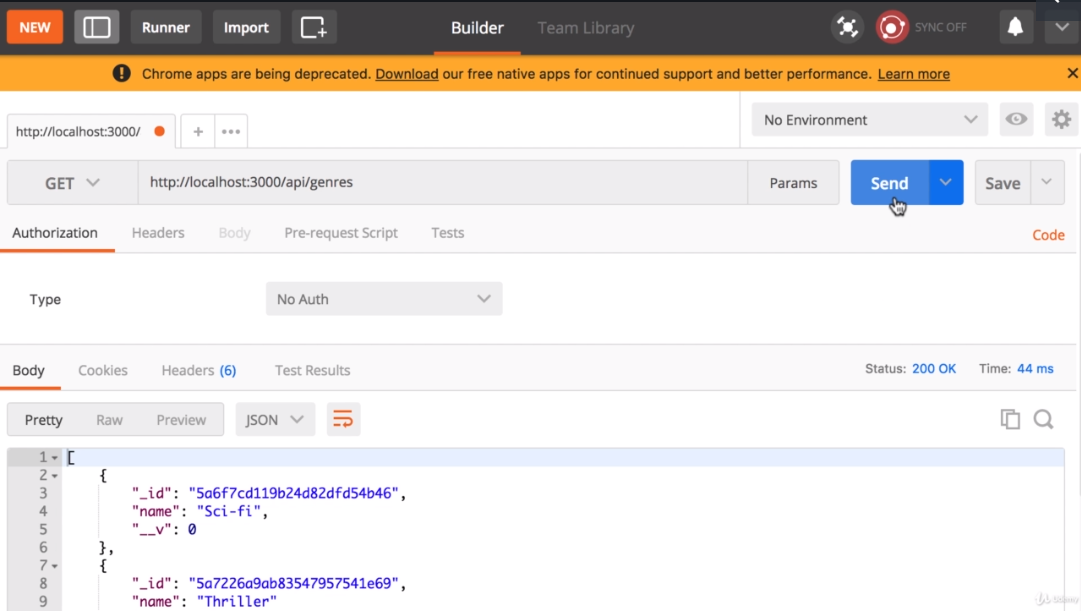 NEW Runner Import Builder Team Library SYNC OFF
Chrome apps are being deprecated. Download our free native apps for continued support and better performance. Learn more
http://localhost:3000/ No Environment
GET http://localhost:3000/api/genres Params Send Save
Authorization Headers Body Pre-request Script Tests Code
Type No Auth
Body Cookies Headers (6) Test Results Status: 200 OK Time: 44 ms
Pretty Raw Preview JSON
1 [
2 {
3 "_id": "5a6f7cd119b24d82dfd54b46",
4 "name": "Sci-fi",
5 "__v": 0
6 },
7 {
8 "_id": "5a7226a9ab83547957541e69",
9 "name": "Thriller"
Udemy